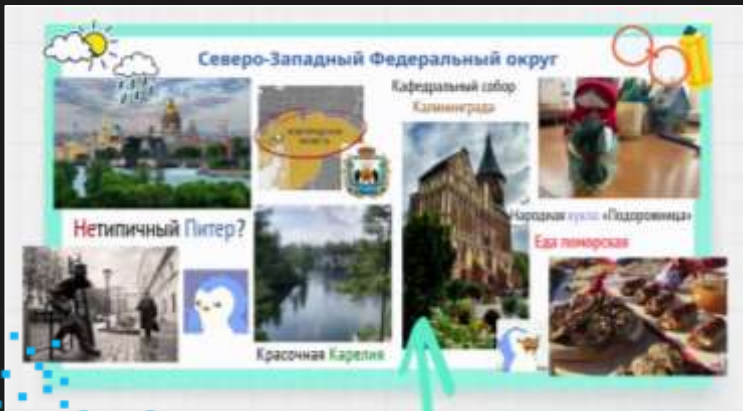 Северо-Западный Федеральный округ
Кафедральный собор
Калининграда
Нетипичный Питер?
Народная кукла «Подорожница»
Еда поморская
Красочная Карелия